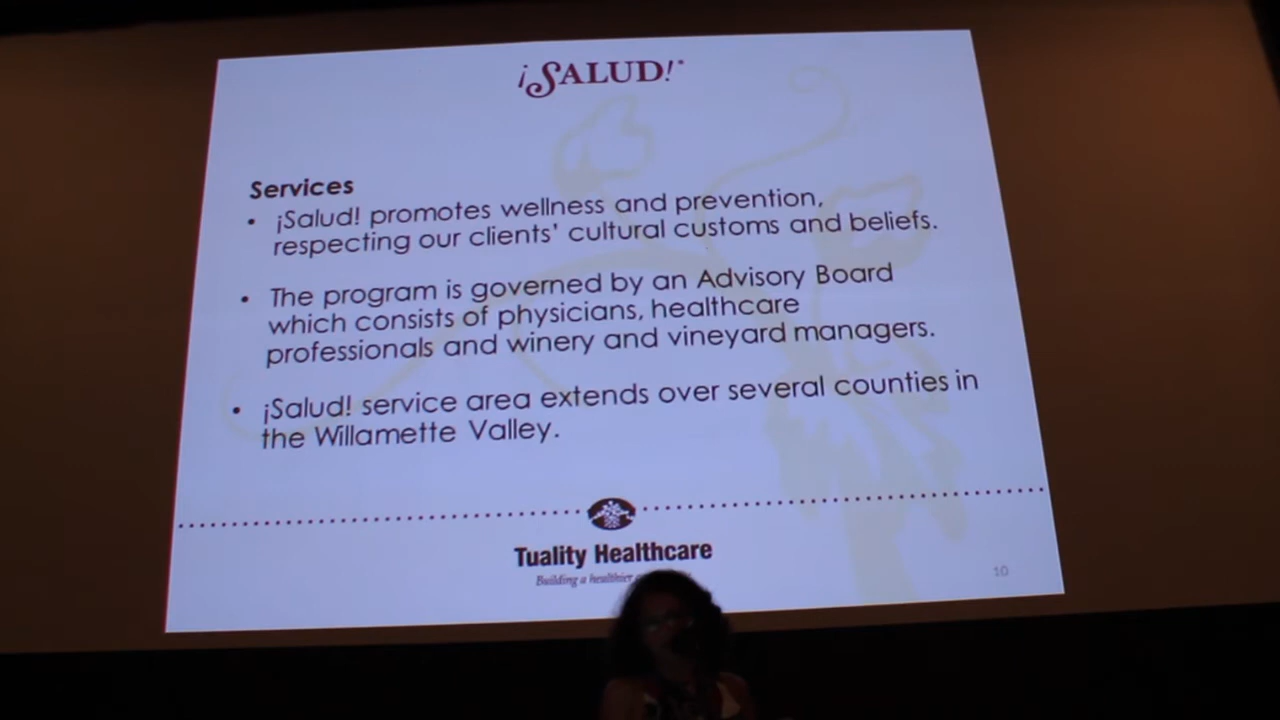 ¡SALUD!
Services
• ¡Salud! promotes wellness and prevention,
respecting our clients' cultural customs and beliefs.
• The program is governed by an Advisory Board
which consists of physicians, healthcare
professionals and winery and vineyard managers.
• ¡Salud! service area extends over several counties in
the Willamette Valley.
Tuality Healthcare
Building a healthier
10